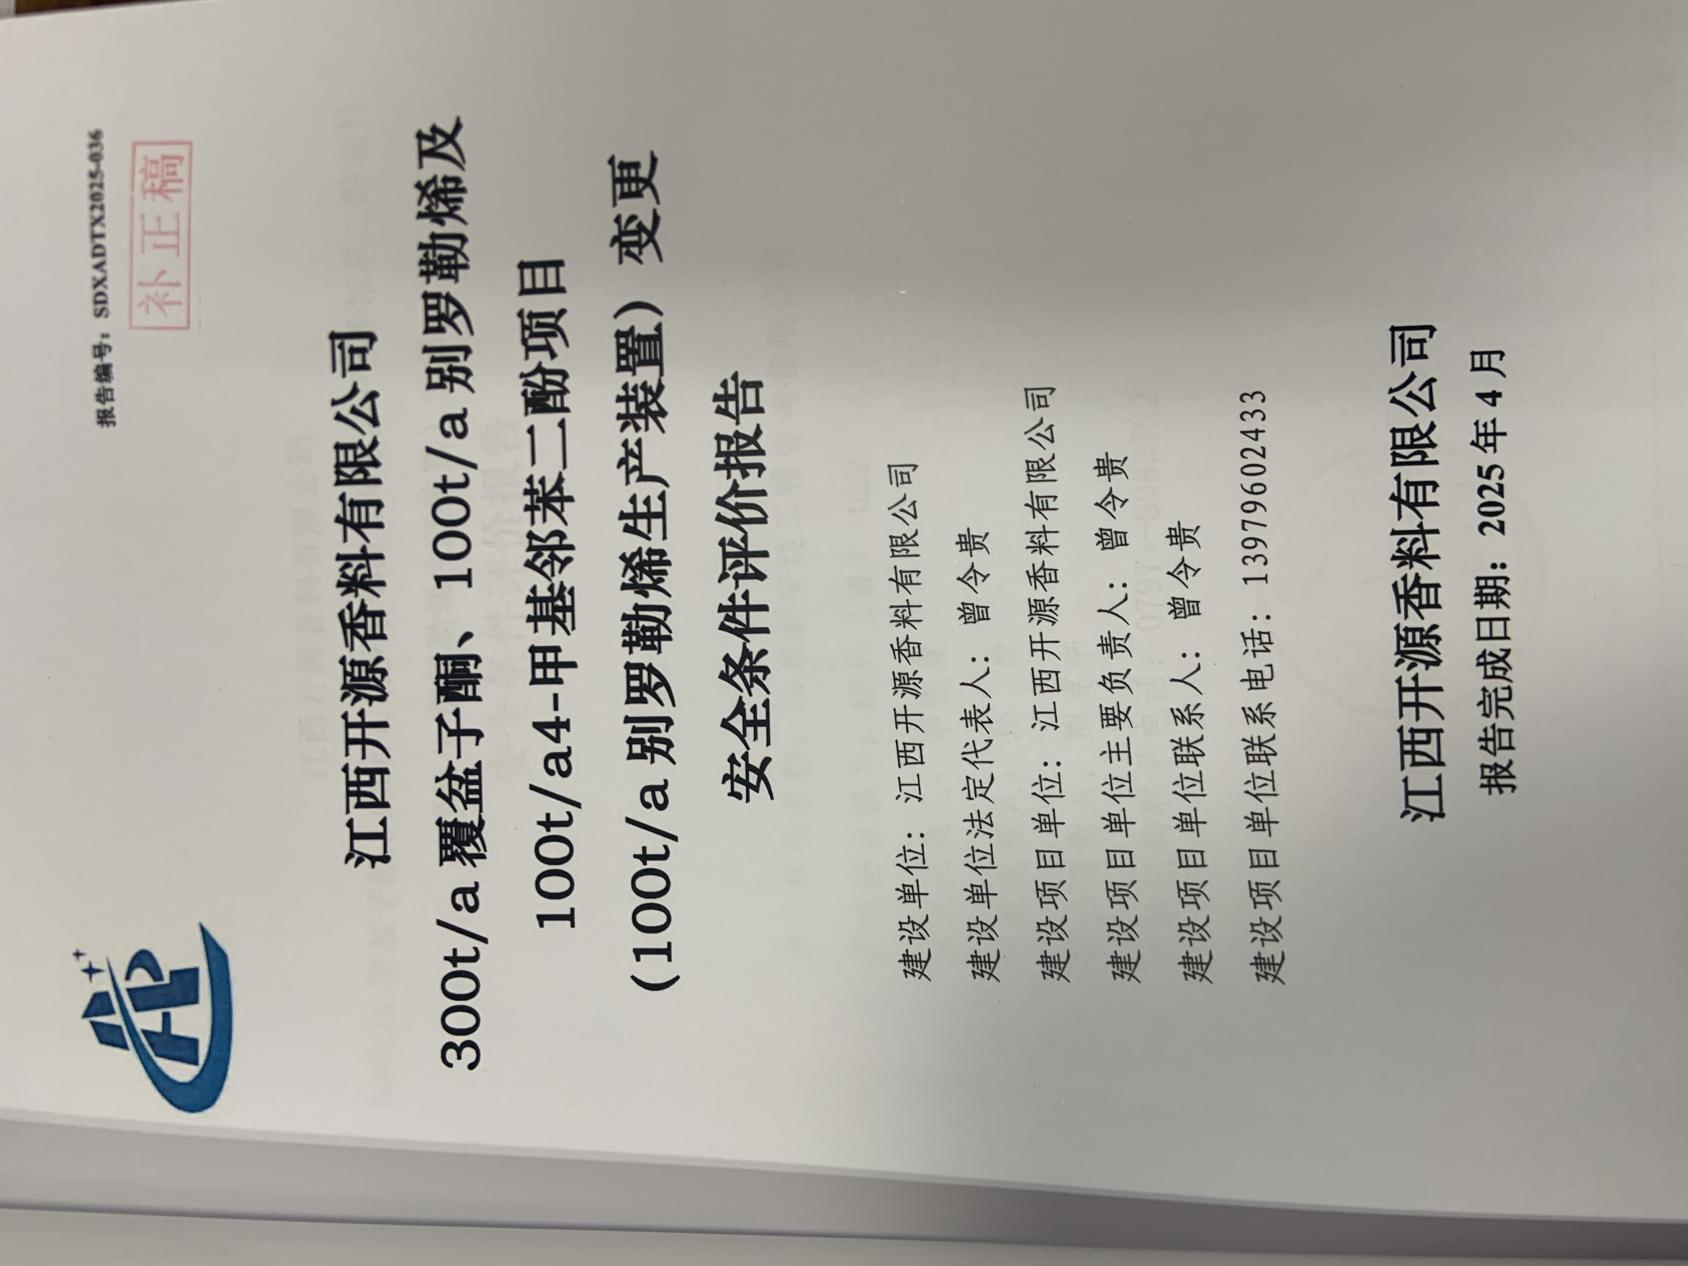 报告编号：SDXADTX2025-036
补正稿
江西开源香料有限公司
300t/a覆盆子酮、100t/a别罗勒烯及
100t/a4-甲基邻苯二酚项目
（100t/a别罗勒烯生产装置）变更
安全条件评价报告
建设单位：江西开源香料有限公司
建设单位法定代表人：曾令贵
建设项目单位：江西开源香料有限公司
建设项目单位主要负责人：曾令贵
建设项目单位联系人：曾令贵
建设项目单位联系电话：13979602433
江西开源香料有限公司
报告完成日期：2025年4月